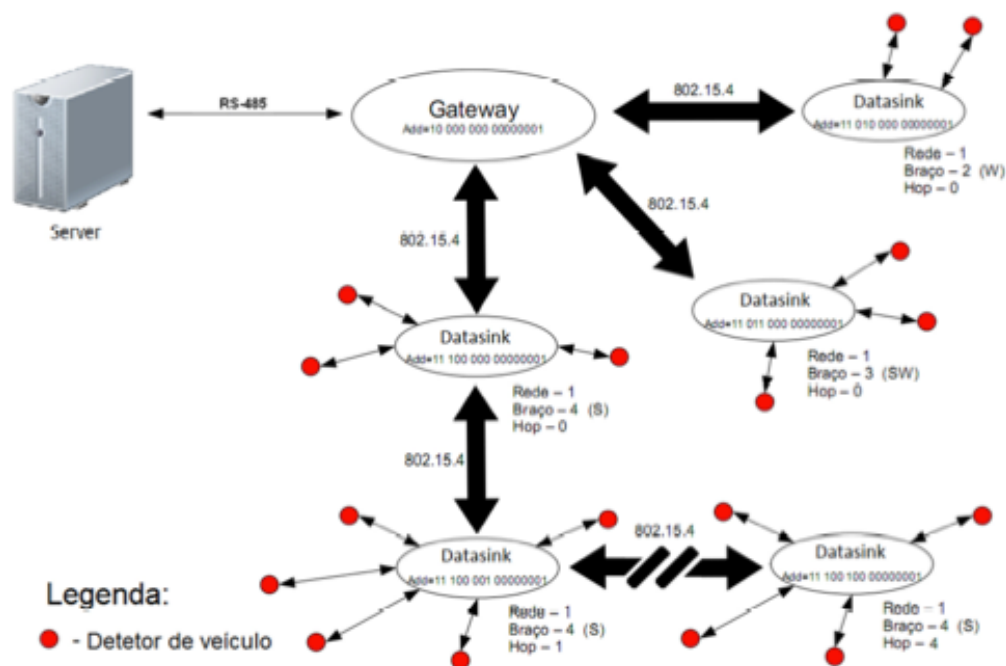 Server
RS-485
Gateway
Add=10 000 000 00000001
802.15.4
Datasink
Add=11 010 000 00000001
Rede – 1
Braço – 2 (W)
Hop – 0
802.15.4
Datasink
Add=11 011 000 00000001
Rede – 1
Braço – 3 (SW)
Hop – 0
802.15.4
Datasink
Add=11 100 000 00000001
Rede – 1
Braço – 4 (S)
Hop – 0
802.15.4
Datasink
Add=11 100 001 00000001
Rede – 1
Braço – 4 (S)
Hop – 1
802.15.4
Datasink
Add=11 100 100 00000001
Rede – 1
Braço – 4 (S)
Hop – 4
Legenda:
- Detetor de veículo